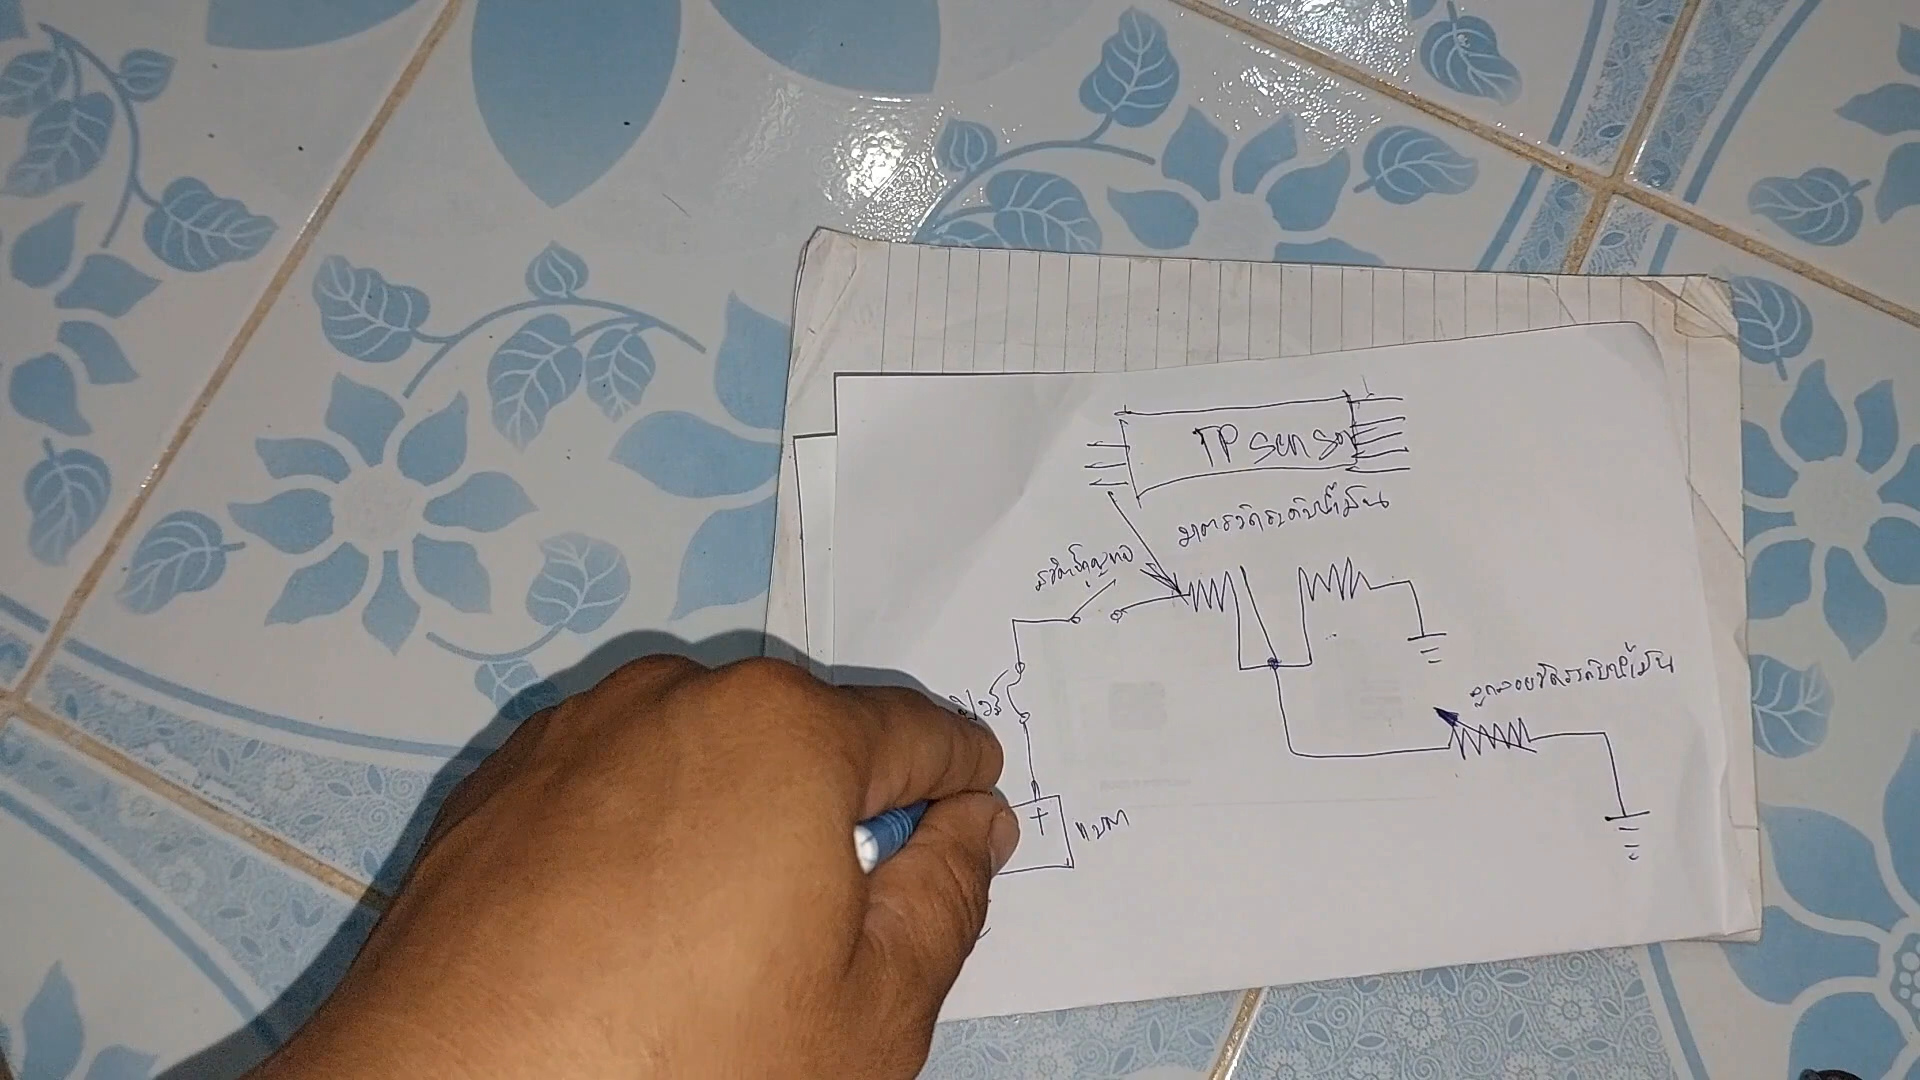 TP sensor
มาตรวัดระดับน้ำมัน
สวิตช์กุญแจ
ฟิวส์
ลูกลอยวัดระดับน้ำมัน
+
แบตฯ